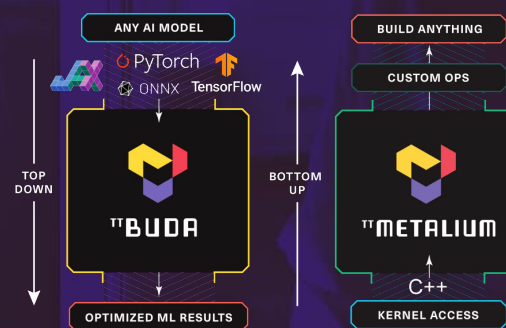 ANY AI MODEL
JAX
PyTorch
ONNX
TensorFlow
TOP
DOWN
TT BUDA
OPTIMIZED ML RESULTS
BUILD ANYTHING
CUSTOM OPS
BOTTOM
UP
TT METALIUM
C++
KERNEL ACCESS